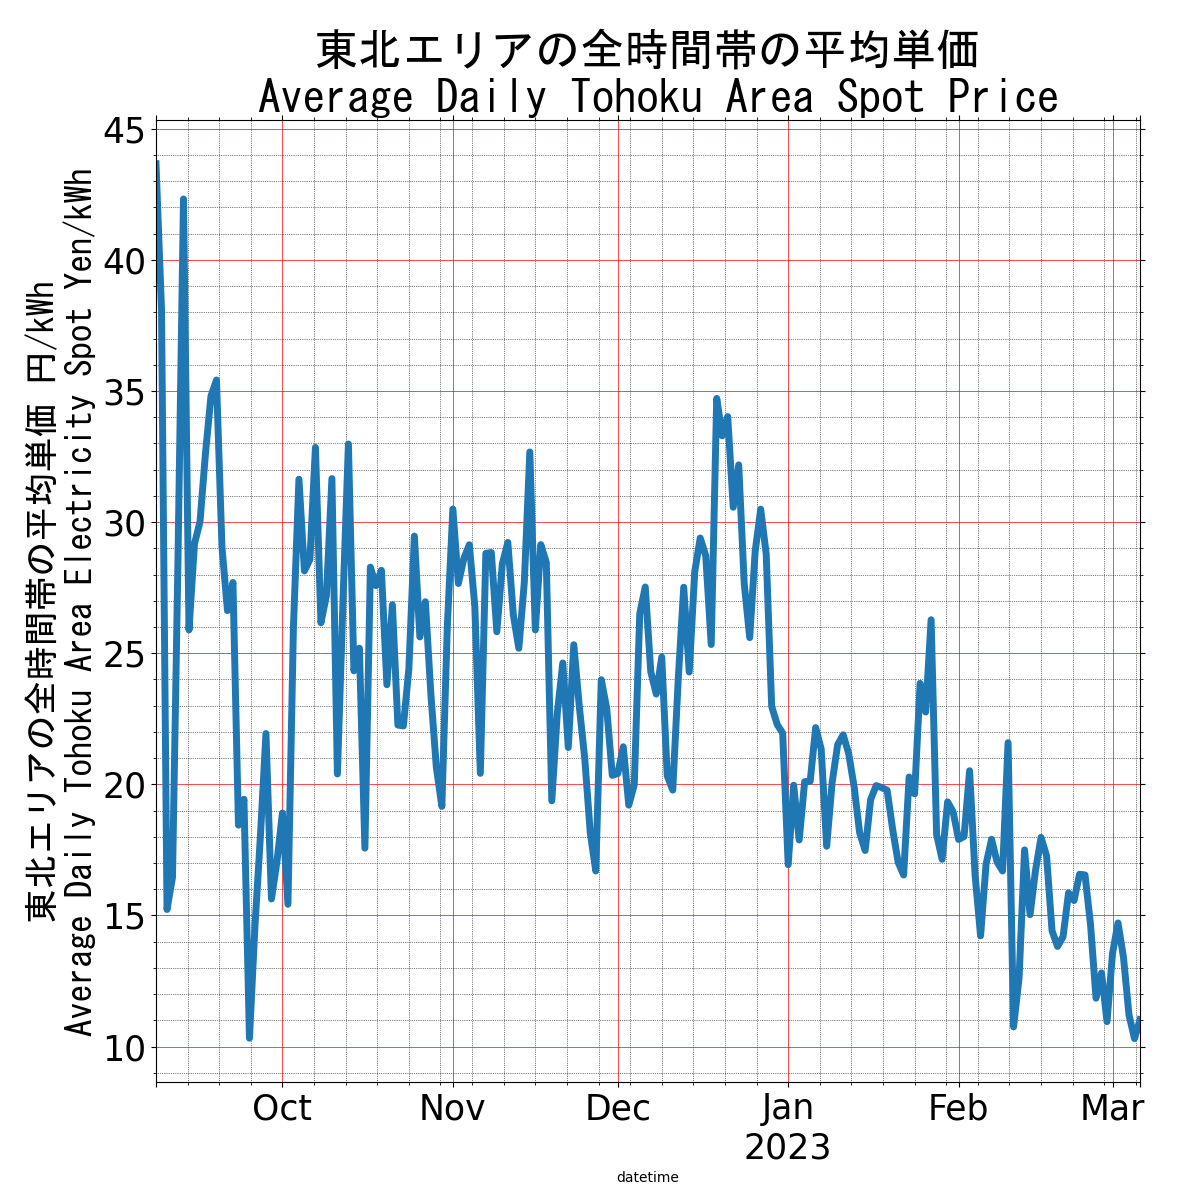 東北エリアの全時間帯の平均単価
Average Daily Tohoku Area Spot Price
東北エリアの全時間帯の平均単価 円/kWh
Average Daily Tohoku Area Electricity Spot Yen/kWh
45
40
35
30
25
20
15
10
Oct
Nov
Dec
Jan
2023
Feb
Mar
datetime